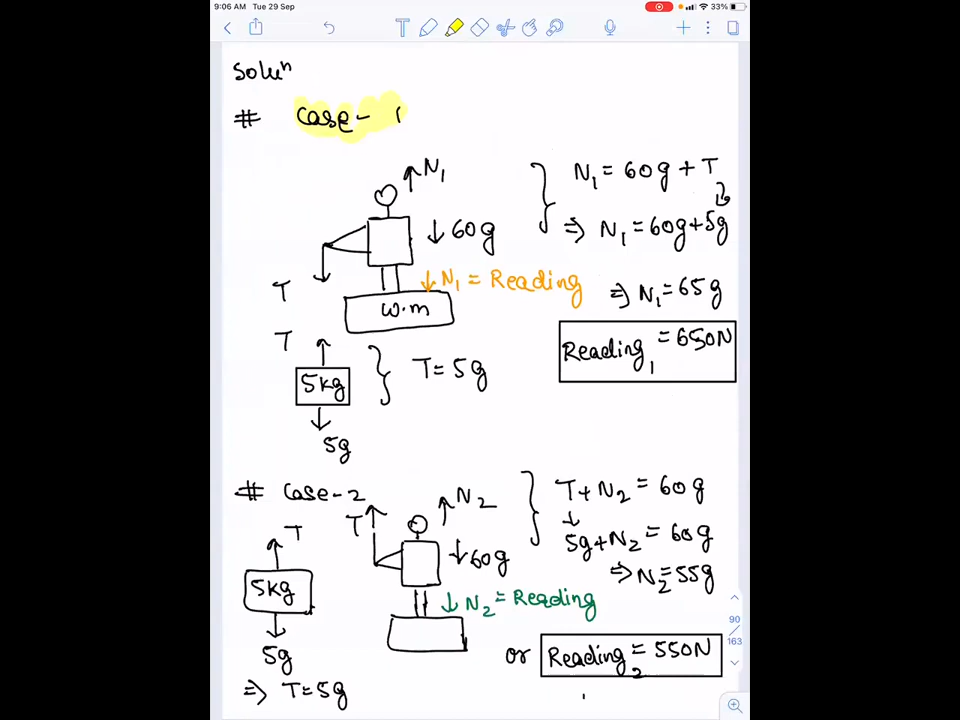 9:06 AM Tue 29 Sep
33%
Soluⁿ
# Case - 1
N₁
60g
T
N₁ = Reading
w.m
N₁ = 60g + T
⇒ N₁ = 60g+5g
⇒ N₁ = 65g
Reading₁ = 650N
T
5kg
T = 5g
5g
# Case-2
T
5kg
5g
⇒ T = 5g
T
N₂
60g
N₂ = Reading
T + N₂ = 60g
5g + N₂ = 60g
⇒ N₂ = 55g
or Reading₂ = 550N
90
/
163